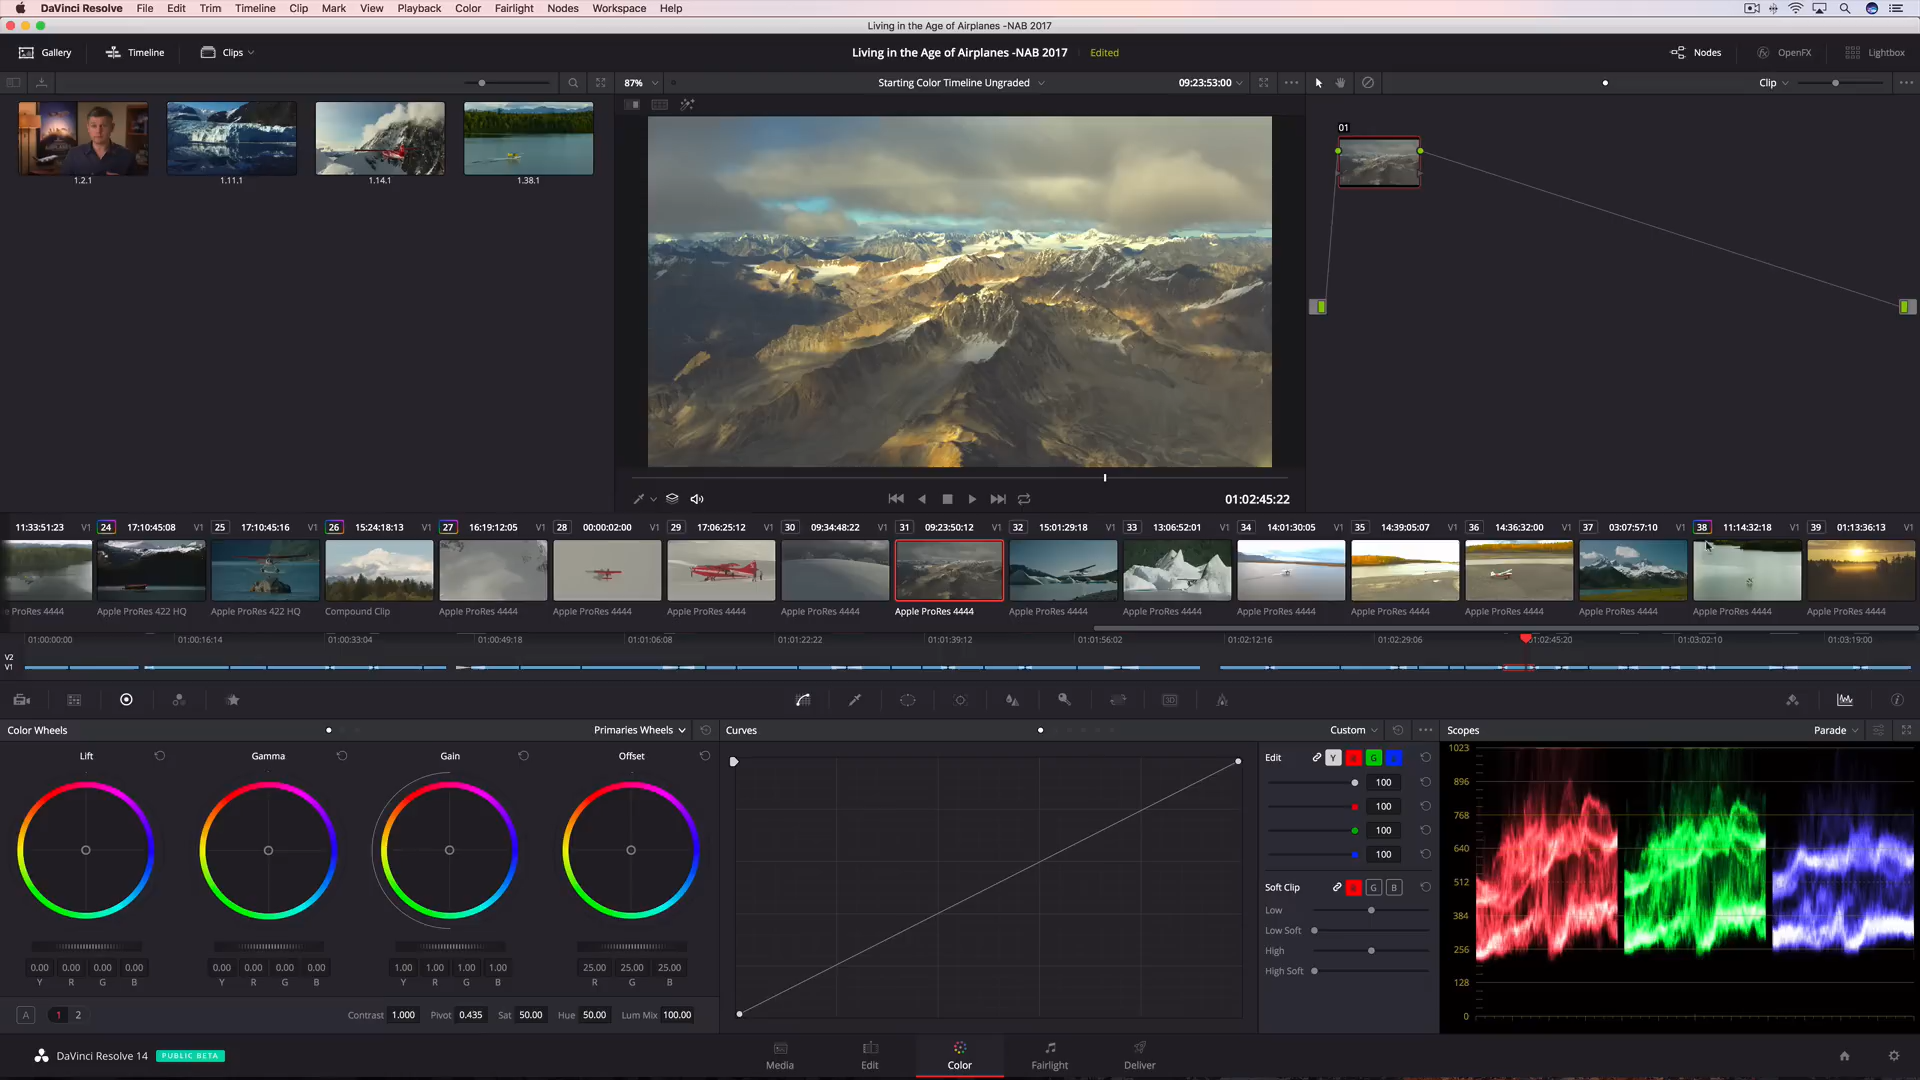 DaVinci Resolve File Edit Trim Timeline Clip Mark View Playback Color Fairlight Nodes Workspace Help
Living in the Age of Airplanes -NAB 2017
Gallery Timeline Clips Living in the Age of Airplanes -NAB 2017 Edited Nodes OpenFX Lightbox
87% Starting Color Timeline Ungraded 09:23:53:00 Clip
01
1.2.1 1.11.1 1.14.1 1.38.1
01:02:45:22
11:33:51:23 V1 24 17:10:45:08 V1 25 17:10:45:16 V1 26 15:24:18:13 V1 27 16:19:12:05 V1 28 00:00:02:00 V1 29 17:06:25:12 V1 30 09:34:48:22 V1 31 09:23:50:12 V1 32 15:01:29:18 V1 33 13:06:52:01 V1 34 14:01:30:05 V1 35 14:39:05:07 V1 36 14:36:32:00 V1 37 03:07:57:10 V1 38 11:14:32:18 V1 39 01:13:36:13 V1
e ProRes 4444 Apple ProRes 422 HQ Apple ProRes 422 HQ Compound Clip Apple ProRes 4444 Apple ProRes 4444 Apple ProRes 4444 Apple ProRes 4444 Apple ProRes 4444 Apple ProRes 4444 Apple ProRes 4444 Apple ProRes 4444 Apple ProRes 4444 Apple ProRes 4444 Apple ProRes 4444 Apple ProRes 4444 Apple ProRes 4444
01:00:00:00 01:00:16:14 01:00:33:04 01:00:49:18 01:01:06:08 01:01:22:22 01:01:39:12 01:01:56:02 01:02:12:16 01:02:29:06 01:02:45:20 01:03:02:10 01:03:19:00
V2
V1
3D
Color Wheels Primaries Wheels Curves Custom Scopes Parade
Lift Gamma Gain Offset
Edit Y G
100
100
100
100
Soft Clip G B
Low
Low Soft
High
High Soft
1023
896
768
640
512
384
256
128
0
0.00 0.00 0.00 0.00 0.00 0.00 0.00 0.00 1.00 1.00 1.00 1.00 25.00 25.00 25.00
Y R G B Y R G B Y R G B R G B
A 1 2 Contrast 1.000 Pivot 0.435 Sat 50.00 Hue 50.00 Lum Mix 100.00
DaVinci Resolve 14 PUBLIC BETA
Media Edit Color Fairlight Deliver